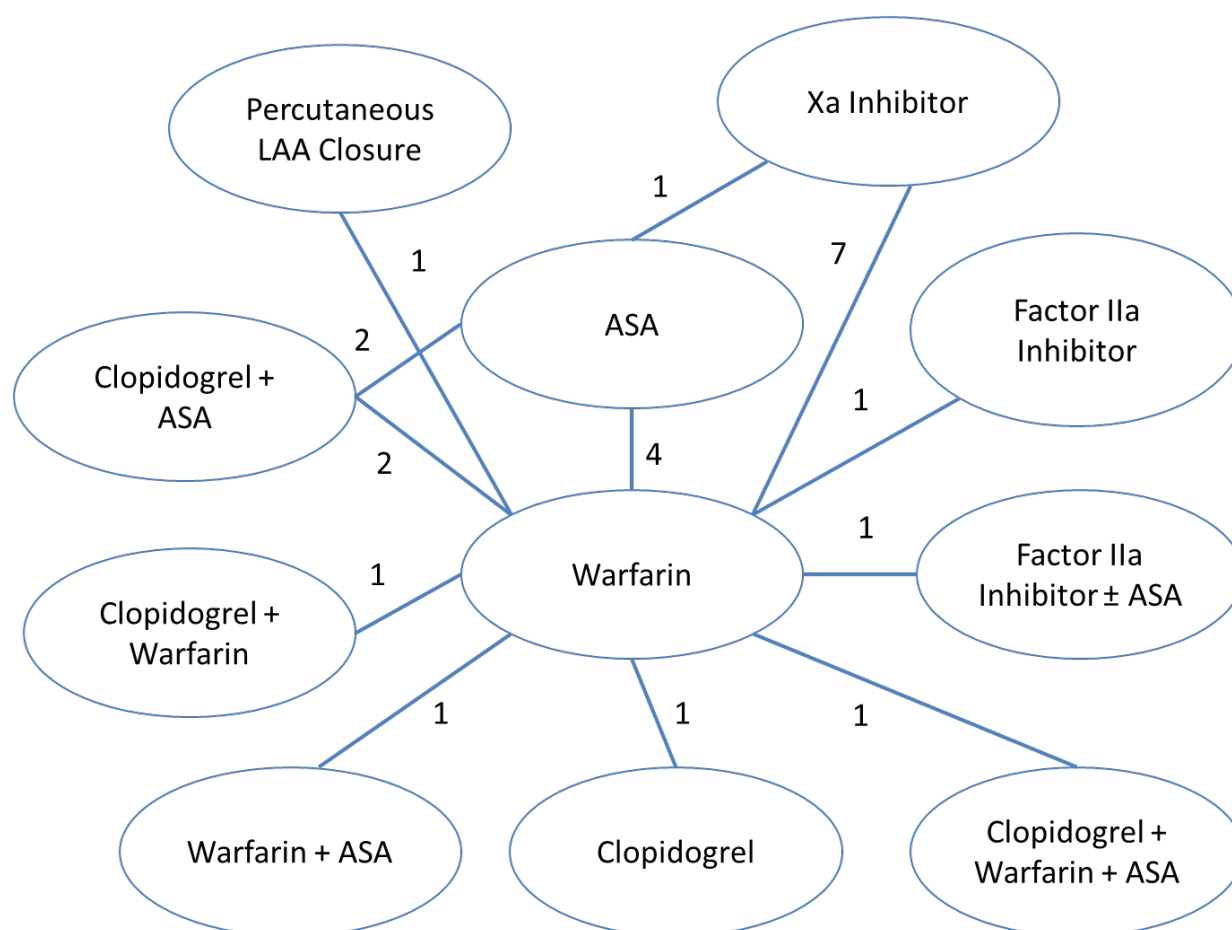 Percutaneous
LAA Closure
Xa Inhibitor
1
1
7
ASA
Factor IIa
Inhibitor
2
Clopidogrel +
ASA
1
2
4
1
Factor IIa
Inhibitor ± ASA
Warfarin
1
Clopidogrel +
Warfarin
1
1
1
Warfarin + ASA
Clopidogrel
Clopidogrel +
Warfarin + ASA